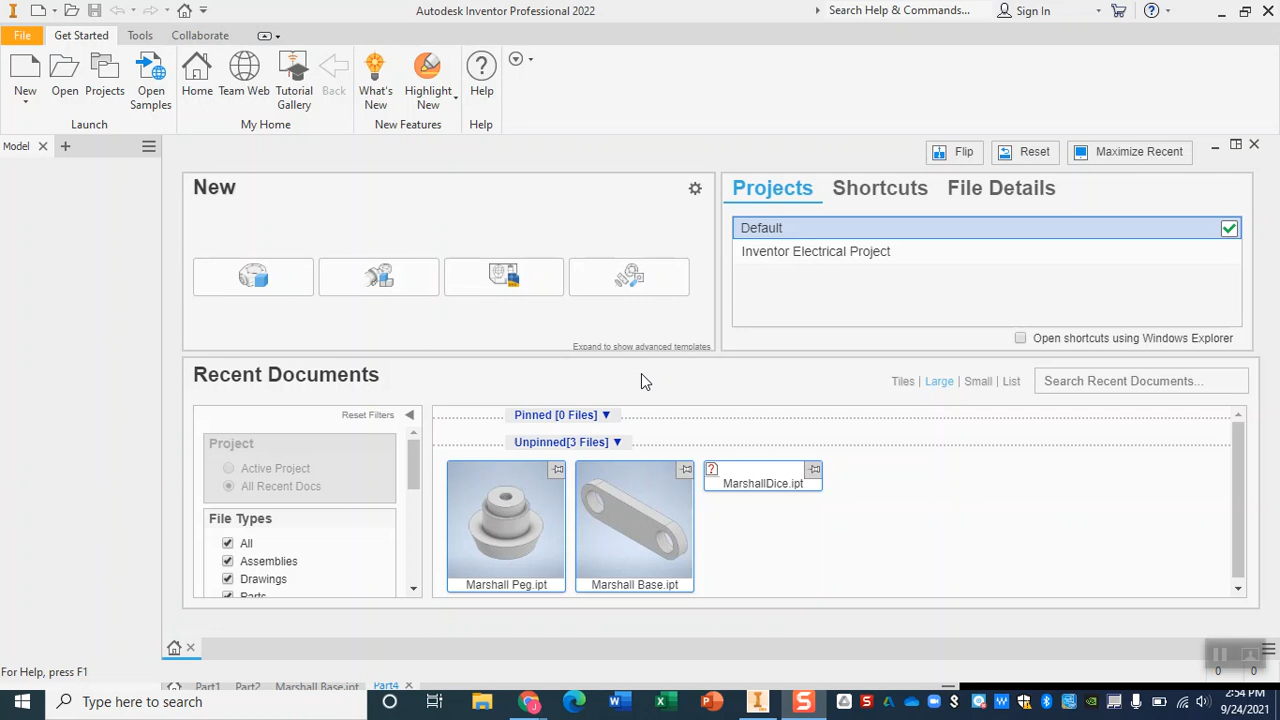 Autodesk Inventor Professional 2022
Search Help & Commands...
Sign In
File
Get Started
Tools
Collaborate
New
Open
Projects
Open Samples
Home
Team Web
Tutorial Gallery
Back
What's New
Highlight New
Help
Launch
My Home
New Features
Help
Model
Flip
Reset
Maximize Recent
New
Projects
Shortcuts
File Details
Default
Inventor Electrical Project
Expand to show advanced templates
Open shortcuts using Windows Explorer
Recent Documents
Tiles
Large
Small
List
Search Recent Documents...
Reset Filters
Pinned [0 Files]
Project
Active Project
All Recent Docs
Unpinned[3 Files]
File Types
All
Assemblies
Drawings
Parts
Marshall Peg.ipt
Marshall Base.ipt
MarshallDice.ipt
For Help, press F1
0
0
Part1
Part2
Marshall Base.ipt
Part4
Type here to search
2:54 PM
9/24/2021